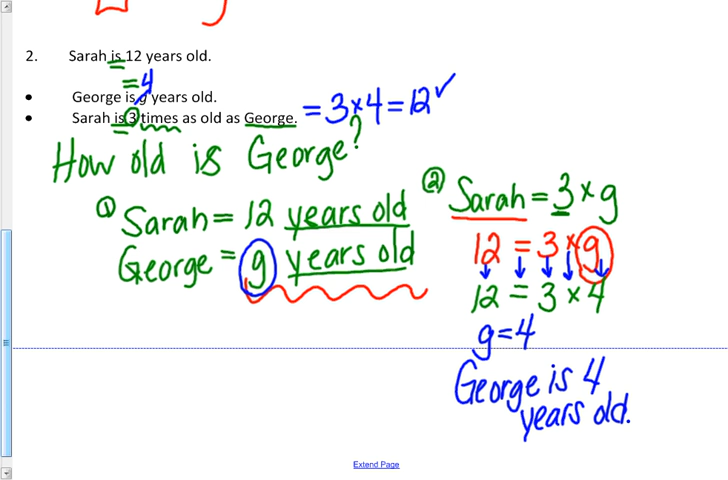 2. Sarah is 12 years old.
= 4
• George is g years old.
• Sarah is 3 times as old as George. = 3 × 4 = 12 ✓
How old is George?
① Sarah = 12 years old
George = g years old
② Sarah = 3 × g
12 = 3 × g
12 = 3 × 4
g = 4
George is 4
years old.
Extend Page